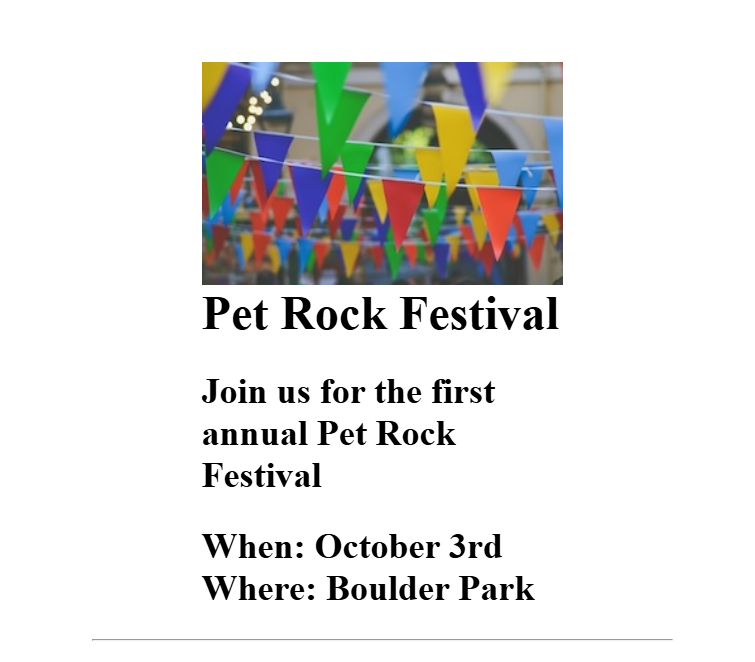 Pet Rock Festival
Join us for the first
annual Pet Rock
Festival
When: October 3rd
Where: Boulder Park